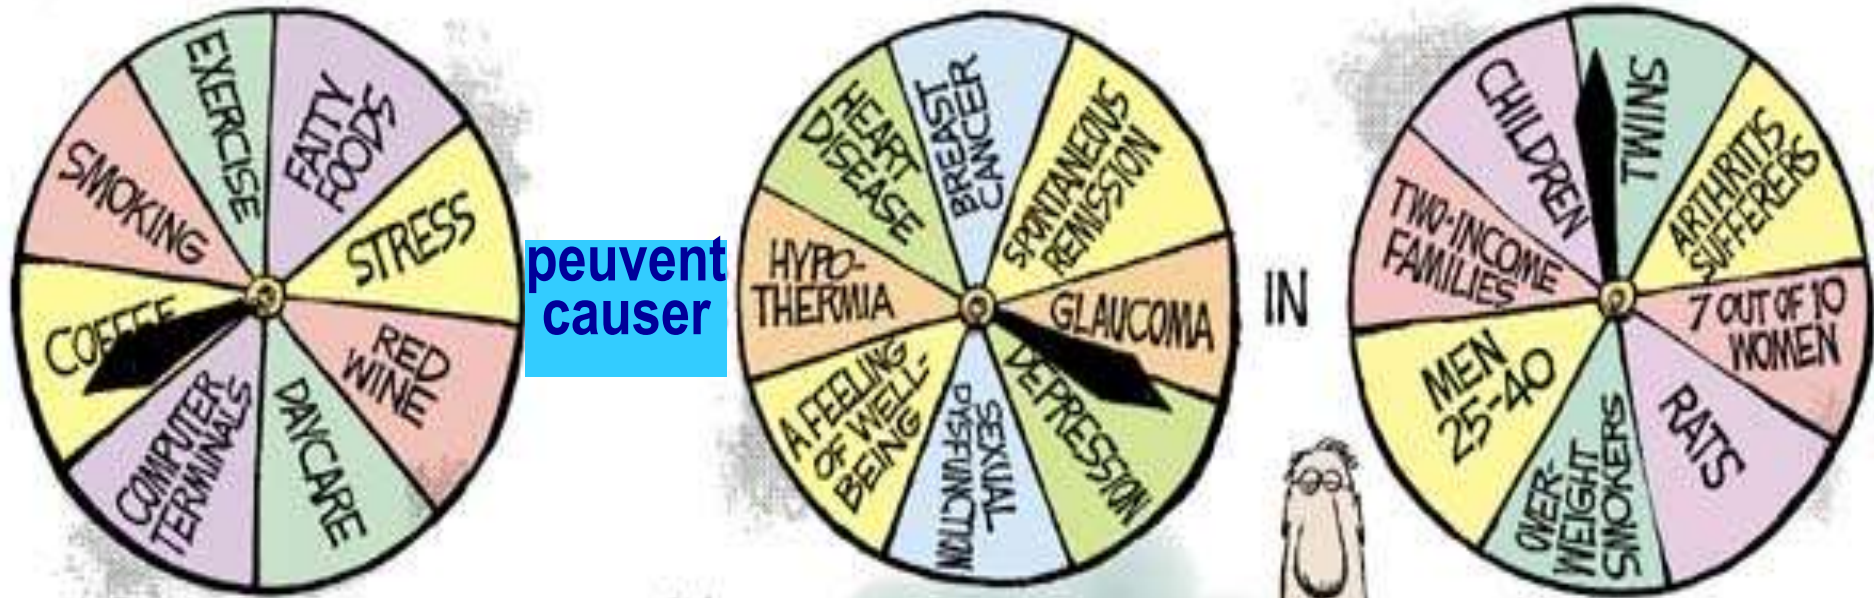 EXERCISE
FATTY
FOODS
STRESS
RED
WINE
DAYCARE
COMPUTER
TERMINALS
COFFEE
SMOKING
peuvent
causer
BREAST
CANCER
SPONTANEOUS
REMISSION
GLAUCOMA
DEPRESSION
SEXUAL
DYSFUNCTION
A FEELING
OF WELL-
BEING
HYPO-
THERMIA
HEART
DISEASE
IN
TWINS
ARTHRITIS
SUFFERERS
7 OUT OF 10
WOMEN
RATS
OVER-
WEIGHT
SMOKERS
MEN
25-40
TWO-INCOME
FAMILIES
CHILDREN